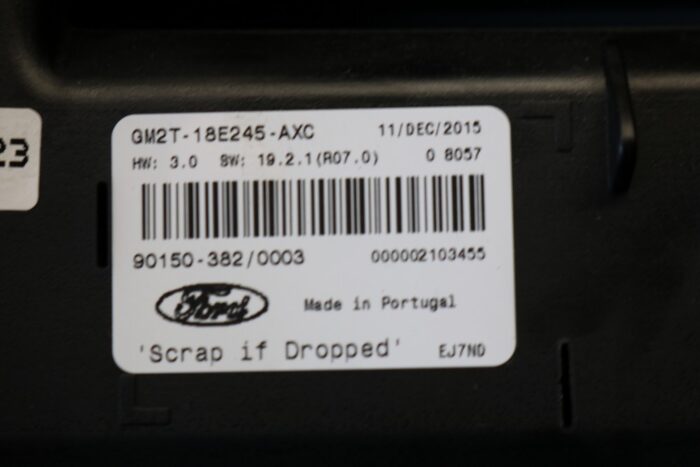 GM2T-18E245-AXC 11/DEC/2015
HW: 3.0 SW: 19.2.1(R07.0) 0 8057
90150-382/0003 000002103455
Ford Made in Portugal
'Scrap if Dropped' EJ7ND
23